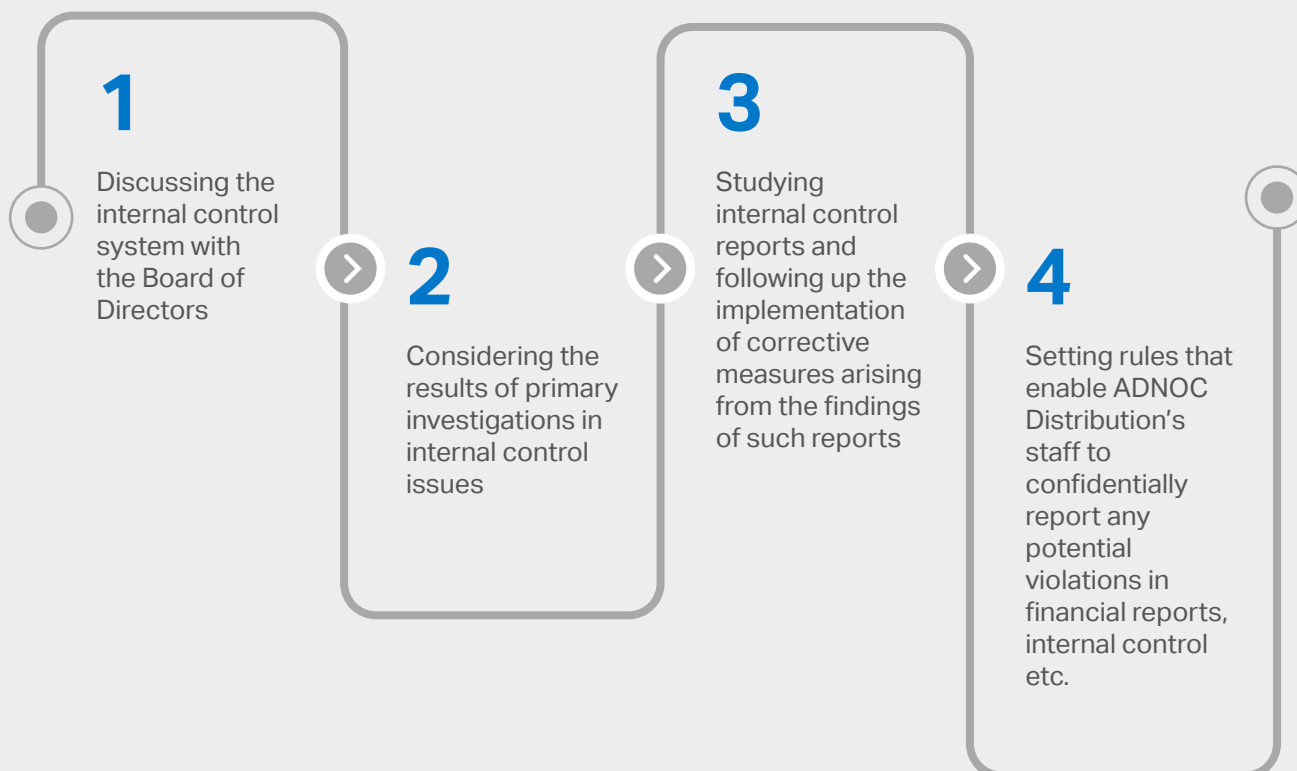 1
Discussing the
internal control
system with
the Board of
Directors
2
Considering the
results of primary
investigations in
internal control
issues
3
Studying
internal control
reports and
following up the
implementation
of corrective
measures arising
from the findings
of such reports
4
Setting rules that
enable ADNOC
Distribution’s
staff to
confidentially
report any
potential
violations in
financial reports,
internal control
etc.